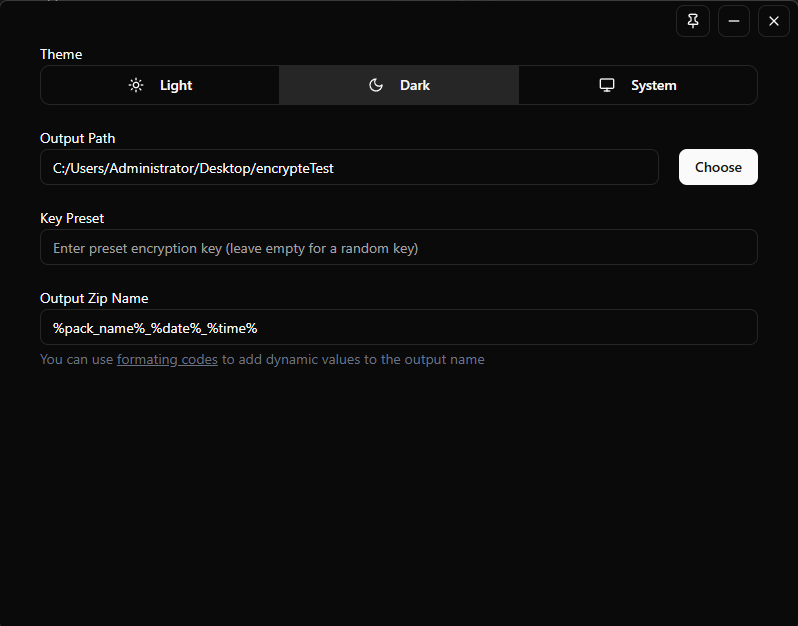 Theme
Light Dark System
Output Path
C:/Users/Administrator/Desktop/encrypteTest Choose
Key Preset
Enter preset encryption key (leave empty for a random key)
Output Zip Name
%pack_name%_%date%_%time%
You can use formating codes to add dynamic values to the output name